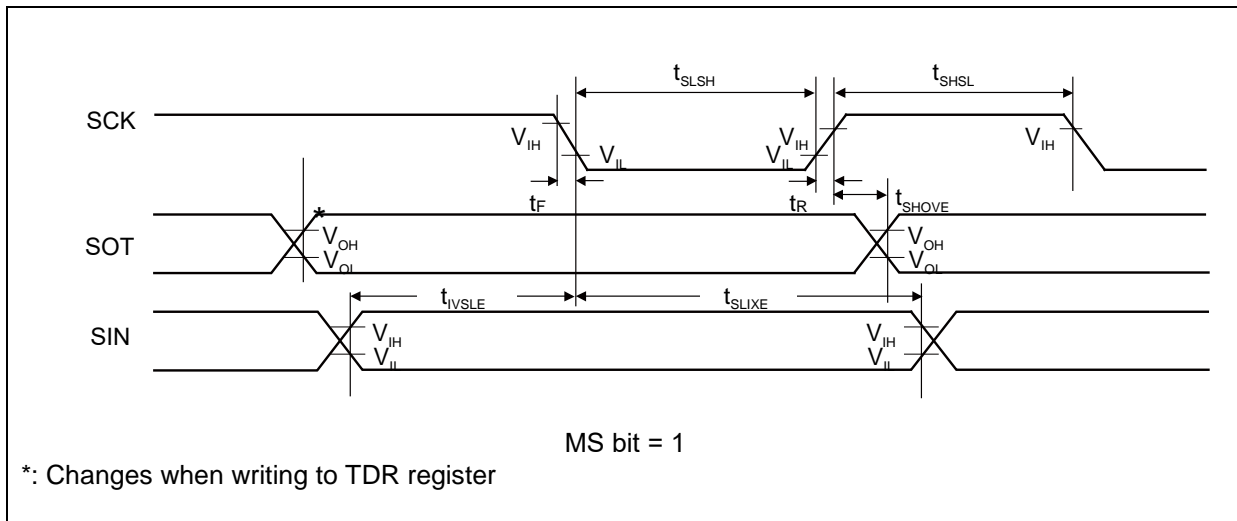 tSLSH tSHSL
SCK
VIH VIL VIH VIL VIH
tF tR tSHOVE
*
SOT
VOH VOL VOH VOL
tIVSLE tSLIXE
SIN
VIH VIL VIH VIL
MS bit = 1
*: Changes when writing to TDR register